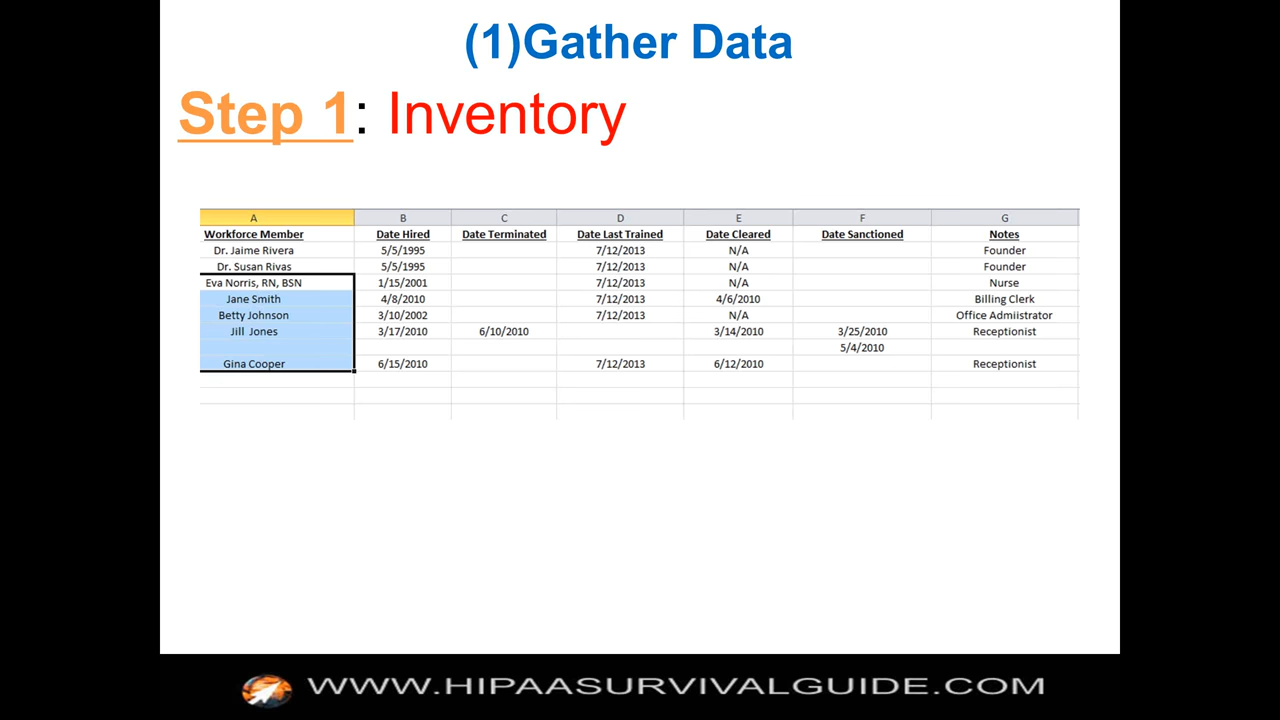 (1)Gather Data
Step 1: Inventory
A B C D E F G
Workforce Member Date Hired Date Terminated Date Last Trained Date Cleared Date Sanctioned Notes
Dr. Jaime Rivera 5/5/1995 7/12/2013 N/A Founder
Dr. Susan Rivas 5/5/1995 7/12/2013 N/A Founder
Eva Norris, RN, BSN 1/15/2001 7/12/2013 N/A Nurse
Jane Smith 4/8/2010 7/12/2013 4/6/2010 Billing Clerk
Betty Johnson 3/10/2002 7/12/2013 N/A Office Admiistrator
Jill Jones 3/17/2010 6/10/2010 3/14/2010 3/25/2010 Receptionist
5/4/2010
Gina Cooper 6/15/2010 7/12/2013 6/12/2010 Receptionist
WWW.HIPAASURVIVALGUIDE.COM